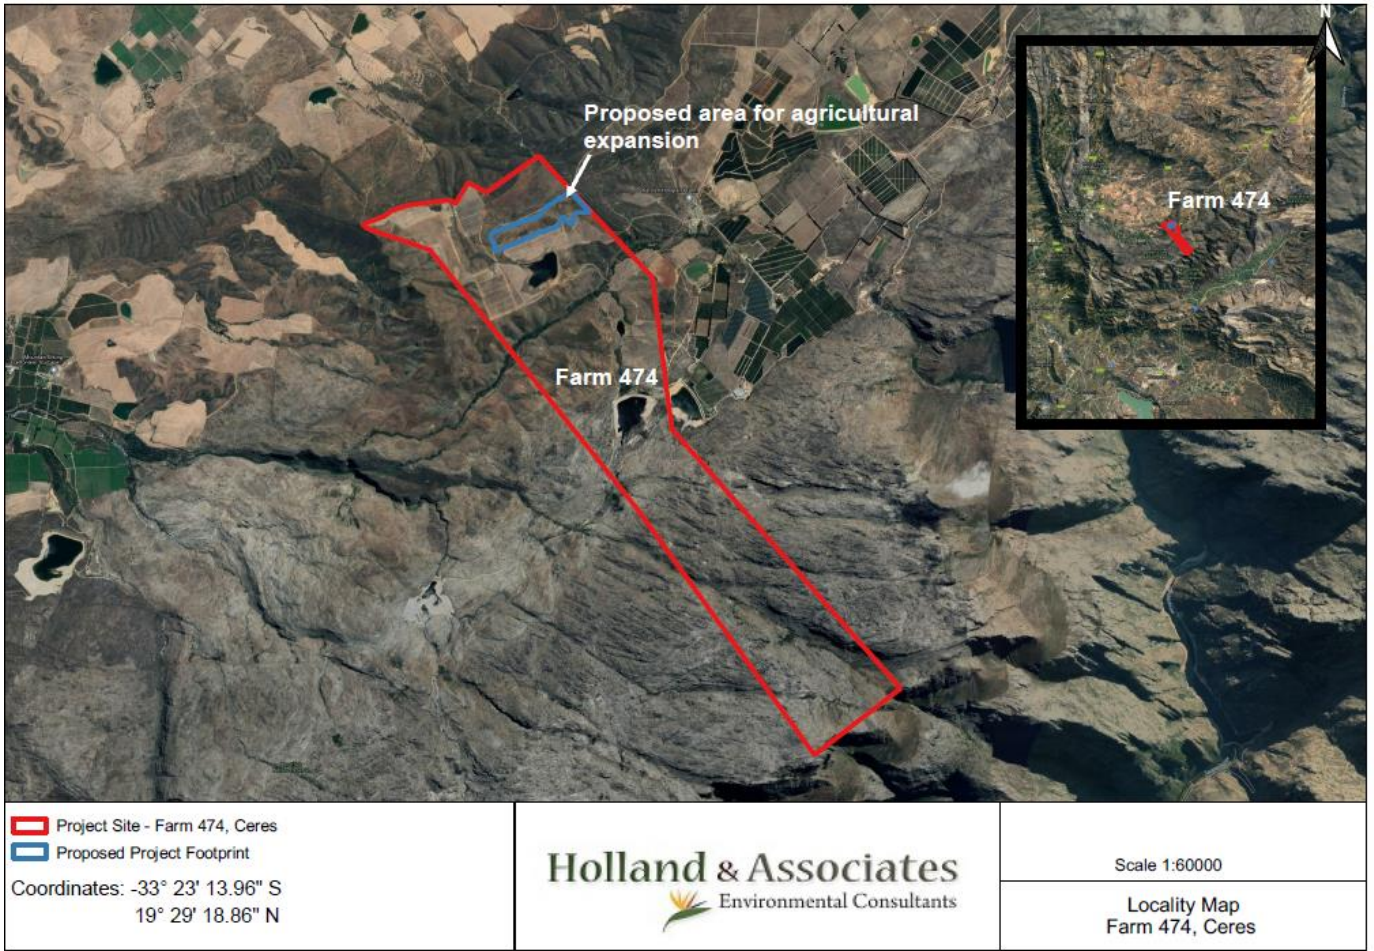 N
Proposed area for agricultural
expansion
Farm 474
Farm 474
Project Site - Farm 474, Ceres
Proposed Project Footprint
Coordinates: -33° 23' 13.96" S
19° 29' 18.86" N
Holland & Associates
Environmental Consultants
Scale 1:60000
Locality Map
Farm 474, Ceres